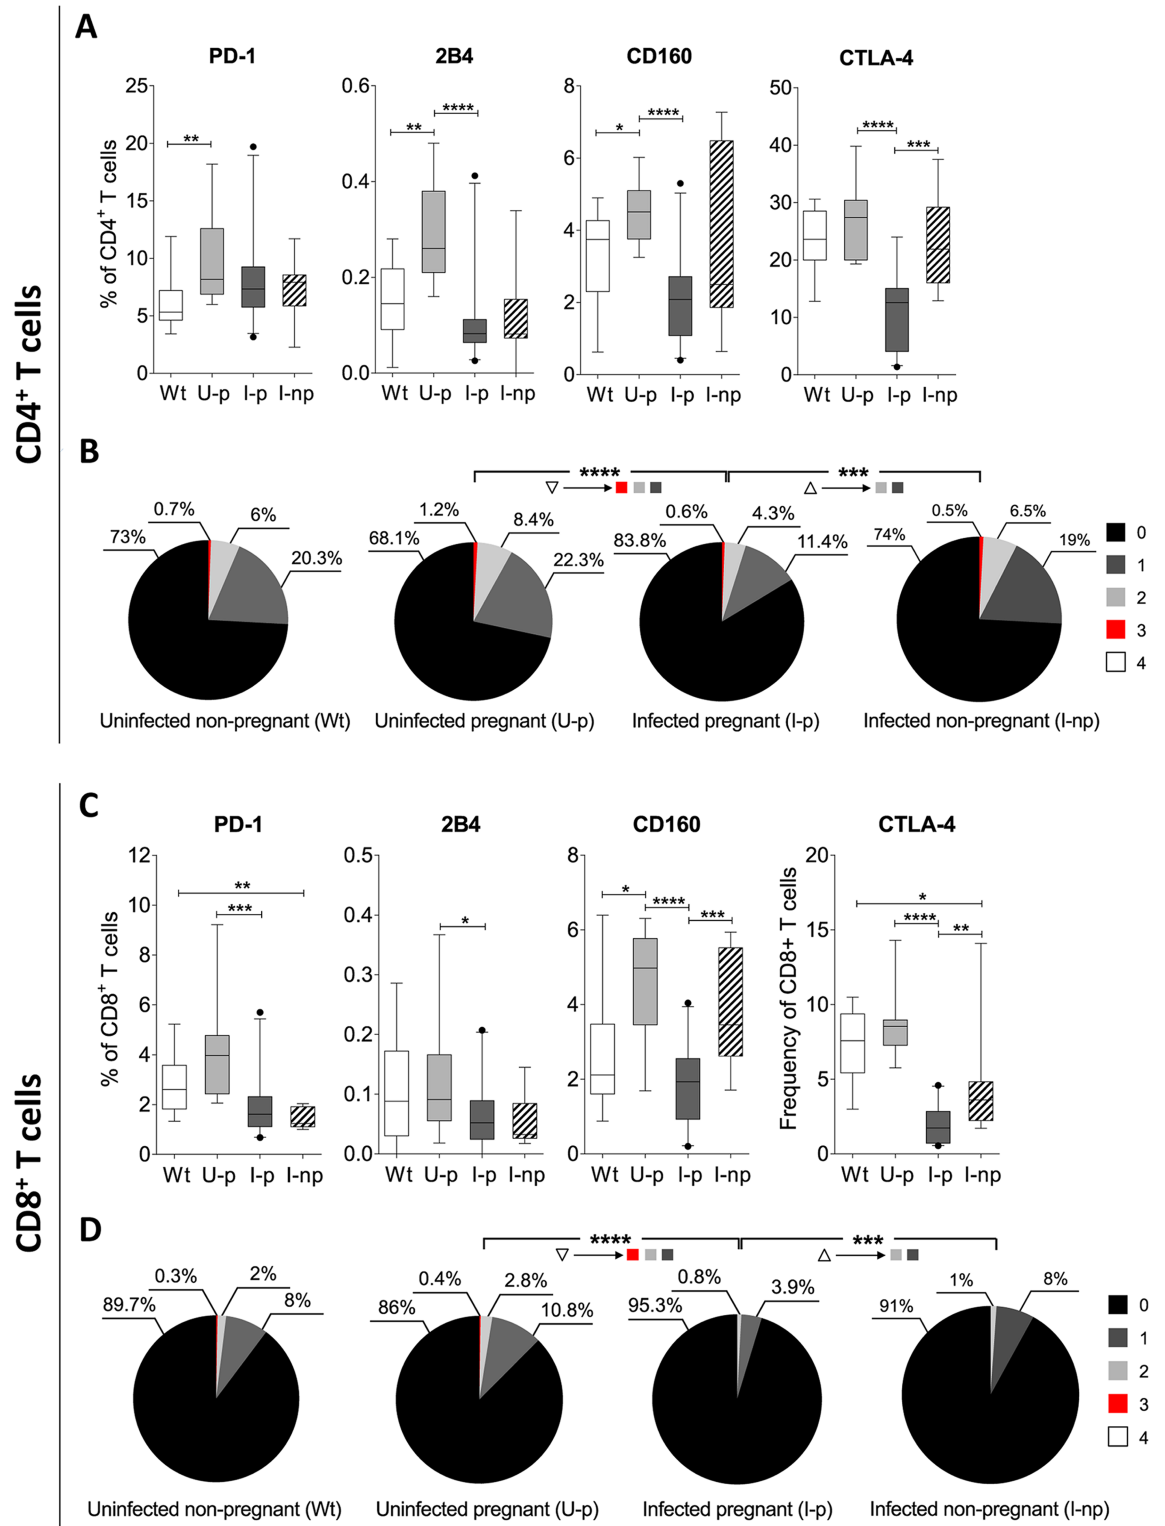 A
PD-1 2B4 CD160 CTLA-4
CD4+ T cells
% of CD4+ T cells
25 20 15 10 5 0
** 
Wt U-p I-p I-np
0.6 0.4 0.2 0.0
** ****
Wt U-p I-p I-np
8 6 4 2 0
* ****
Wt U-p I-p I-np
50 40 30 20 10 0
**** ***
Wt U-p I-p I-np
B
**** ***
0.7% 6% 73% 20.3%
1.2% 8.4% 68.1% 22.3%
0.6% 4.3% 83.8% 11.4%
0.5% 6.5% 74% 19%
0
1
2
3
4
Uninfected non-pregnant (Wt) Uninfected pregnant (U-p) Infected pregnant (I-p) Infected non-pregnant (I-np)
C
PD-1 2B4 CD160 CTLA-4
CD8+ T cells
% of CD8+ T cells
12 10 8 6 4 2 0
** ***
Wt U-p I-p I-np
0.5 0.4 0.3 0.2 0.1 0.0
*
Wt U-p I-p I-np
8 6 4 2 0
* **** ***
Wt U-p I-p I-np
Frequency of CD8+ T cells
20 15 10 5 0
* **** **
Wt U-p I-p I-np
D
**** ***
0.3% 2% 89.7% 8%
0.4% 2.8% 86% 10.8%
0.8% 3.9% 95.3%
1% 8% 91%
0
1
2
3
4
Uninfected non-pregnant (Wt) Uninfected pregnant (U-p) Infected pregnant (I-p) Infected non-pregnant (I-np)